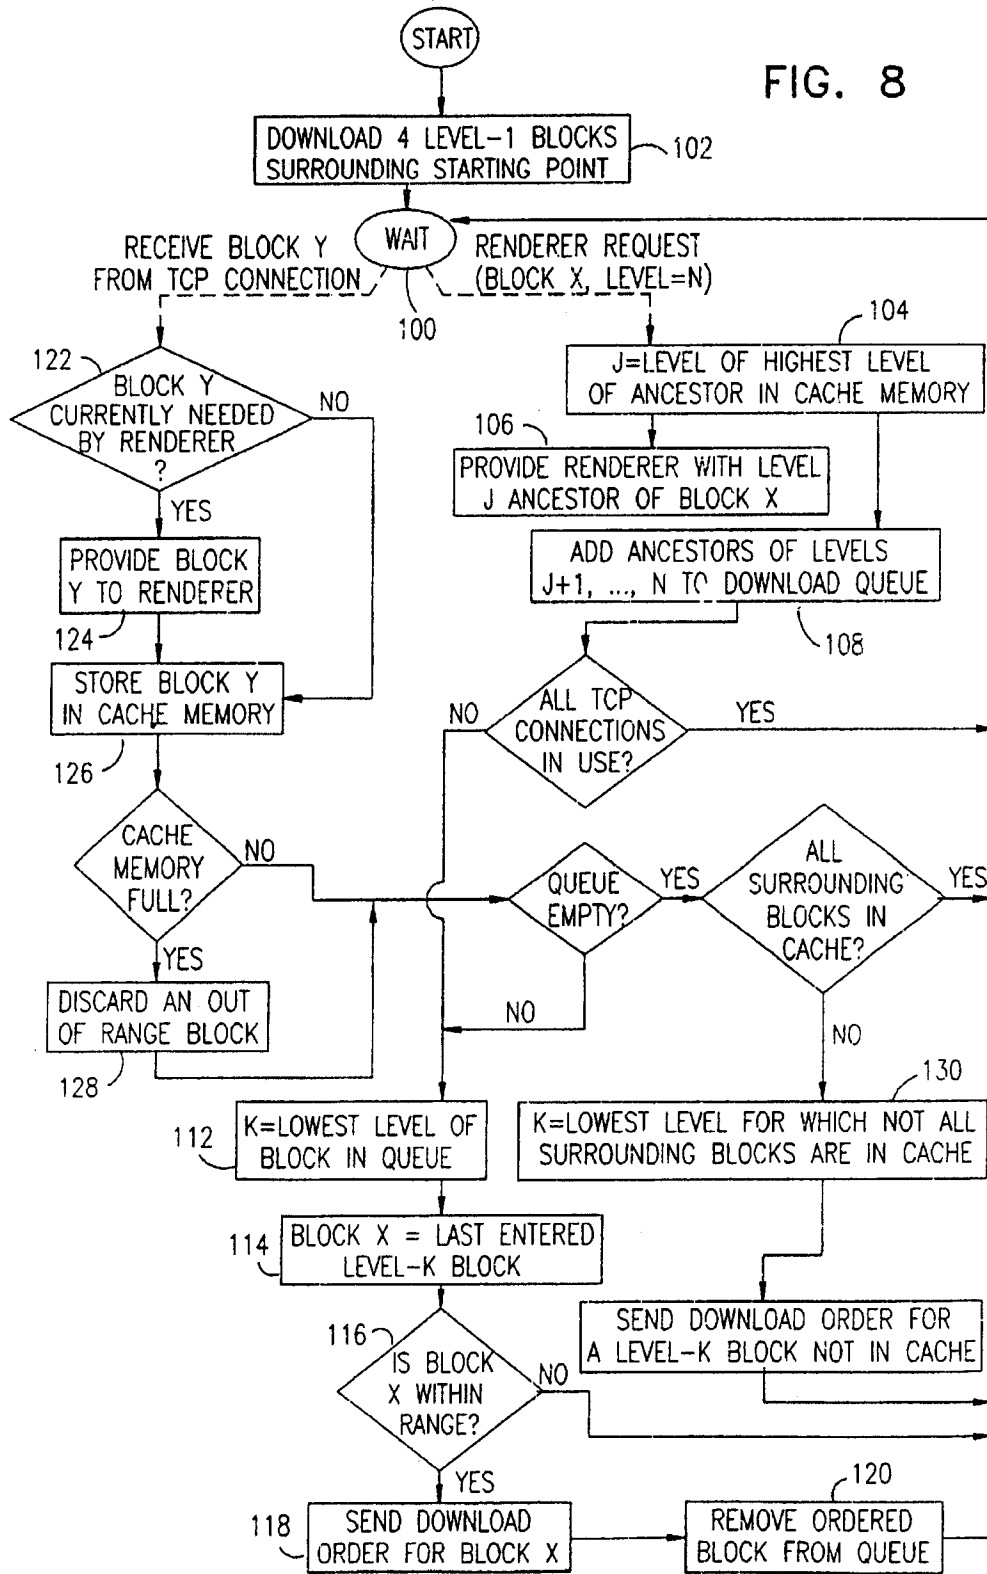 START
FIG. 8
DOWNLOAD 4 LEVEL-1 BLOCKS
SURROUNDING STARTING POINT
102
WAIT
RECEIVE BLOCK Y
FROM TCP CONNECTION
RENDERER REQUEST
(BLOCK X, LEVEL=N)
100
104
122
J=LEVEL OF HIGHEST LEVEL
OF ANCESTOR IN CACHE MEMORY
BLOCK Y
CURRENTLY NEEDED
BY RENDERER
?
NO
106
PROVIDE RENDERER WITH LEVEL
J ANCESTOR OF BLOCK X
YES
PROVIDE BLOCK
Y TO RENDERER
124
ADD ANCESTORS OF LEVELS
J+1, ..., N TO DOWNLOAD QUEUE
108
STORE BLOCK Y
IN CACHE MEMORY
126
NO
ALL TCP
CONNECTIONS
IN USE?
YES
CACHE
MEMORY
FULL?
NO
QUEUE
EMPTY?
YES
ALL
SURROUNDING
BLOCKS IN
CACHE?
YES
YES
DISCARD AN OUT
OF RANGE BLOCK
128
NO
NO
130
112
K=LOWEST LEVEL OF
BLOCK IN QUEUE
K=LOWEST LEVEL FOR WHICH NOT ALL
SURROUNDING BLOCKS ARE IN CACHE
114
BLOCK X = LAST ENTERED
LEVEL-K BLOCK
116
IS BLOCK
X WITHIN
RANGE?
NO
SEND DOWNLOAD ORDER FOR
A LEVEL-K BLOCK NOT IN CACHE
YES
120
118
SEND DOWNLOAD
ORDER FOR BLOCK X
REMOVE ORDERED
BLOCK FROM QUEUE